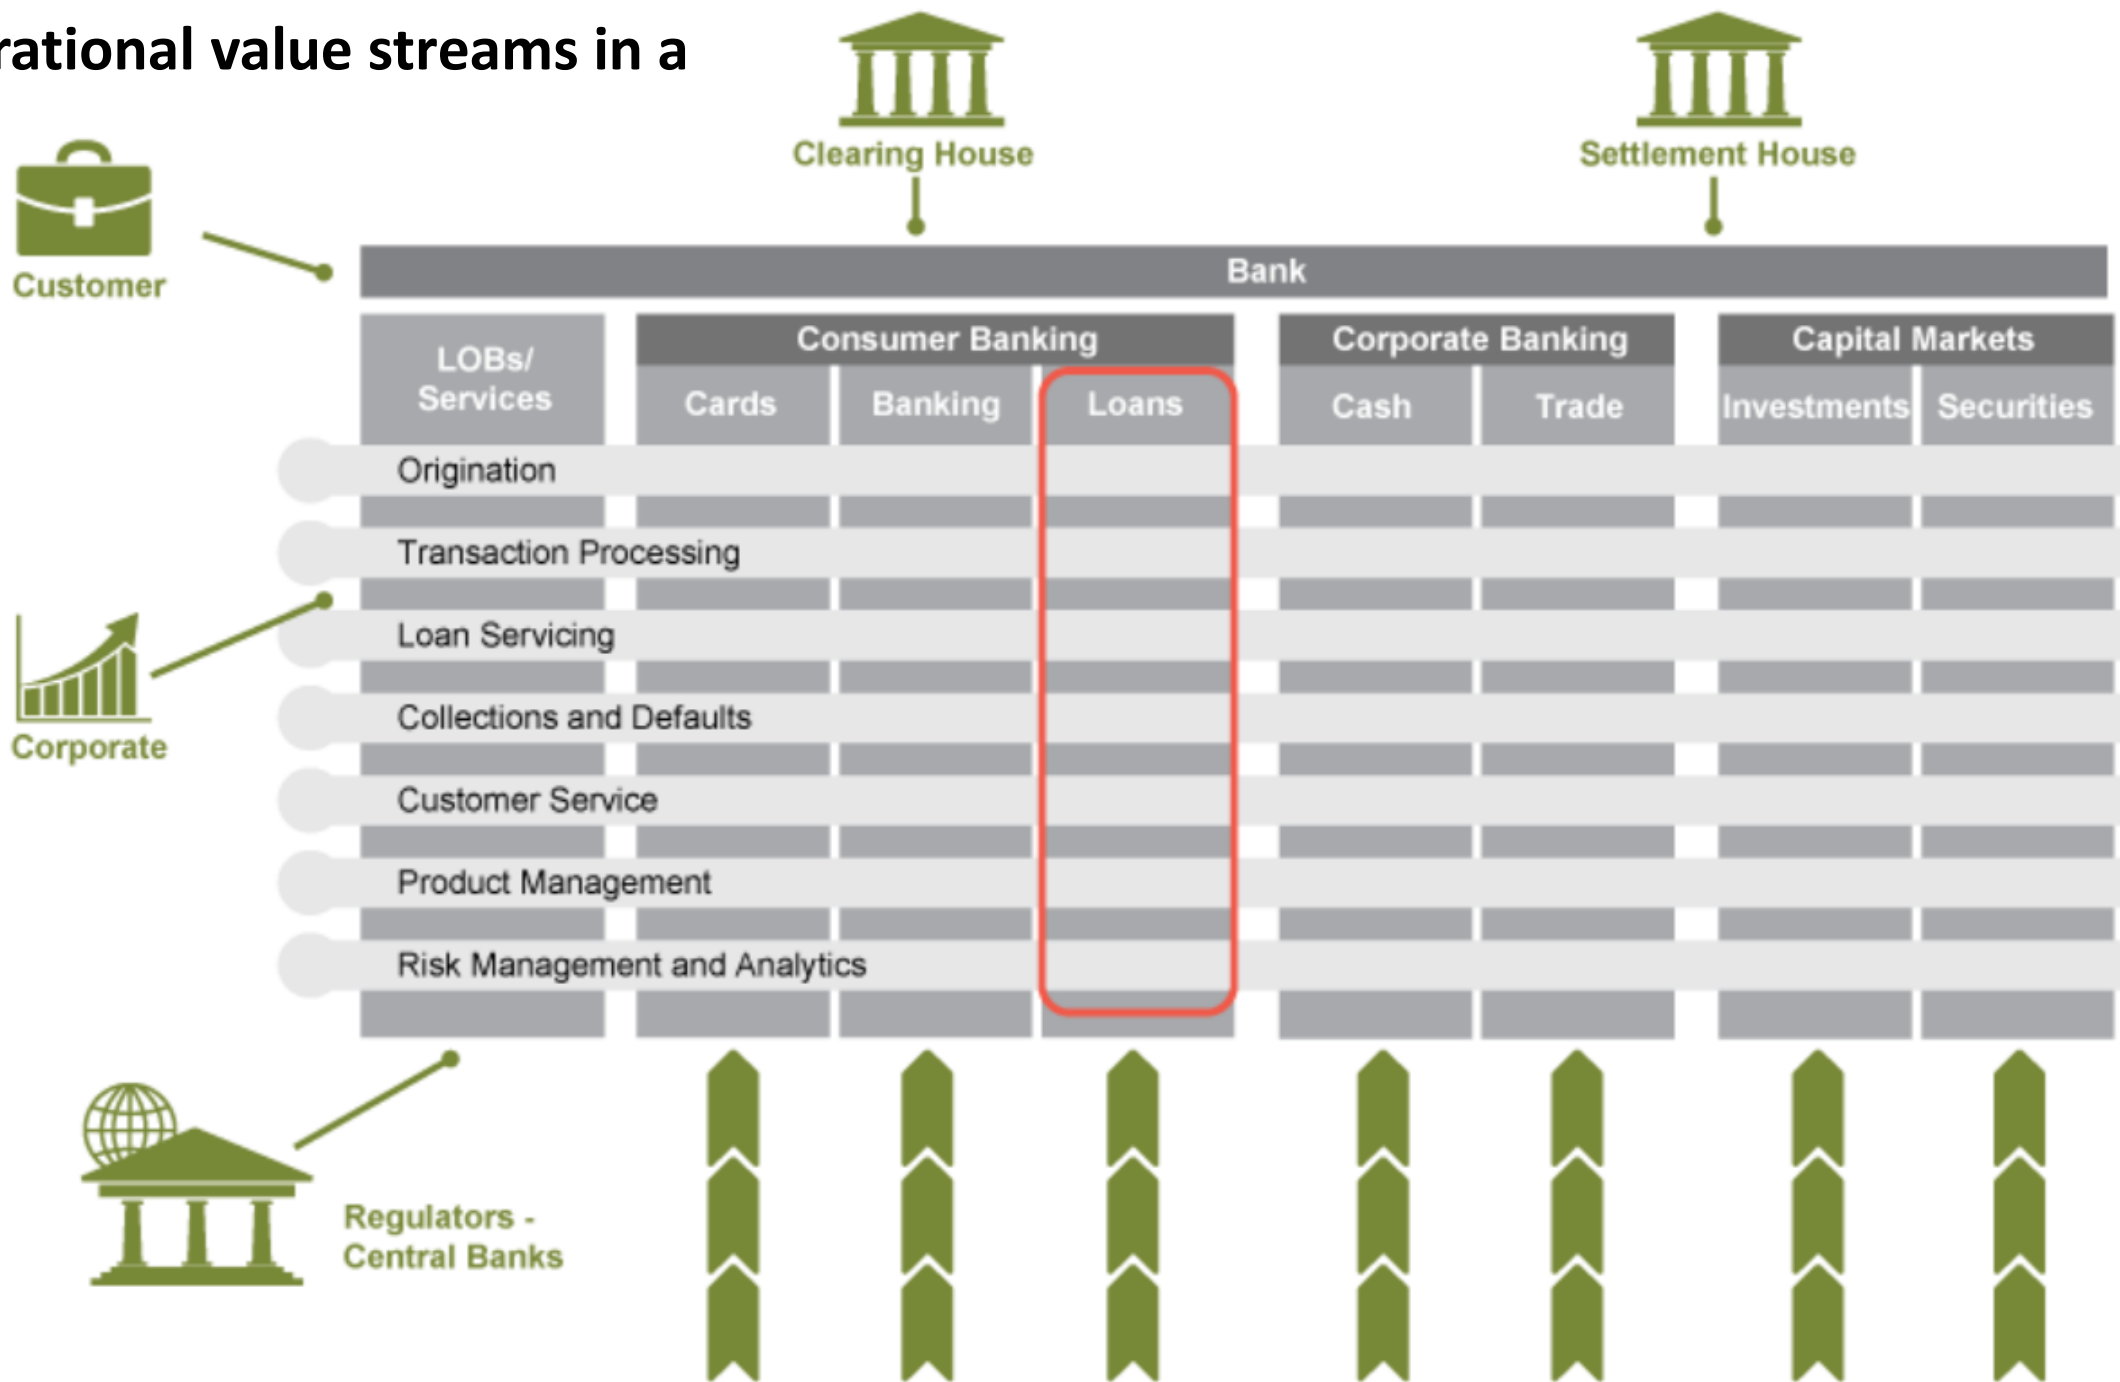 rational value streams in a
Clearing House
Settlement House
Customer
Bank
LOBs/
Services
Consumer Banking
Corporate Banking
Capital Markets
Cards
Banking
Loans
Cash
Trade
Investments
Securities
Origination
Transaction Processing
Loan Servicing
Collections and Defaults
Corporate
Customer Service
Product Management
Risk Management and Analytics
Regulators -
Central Banks